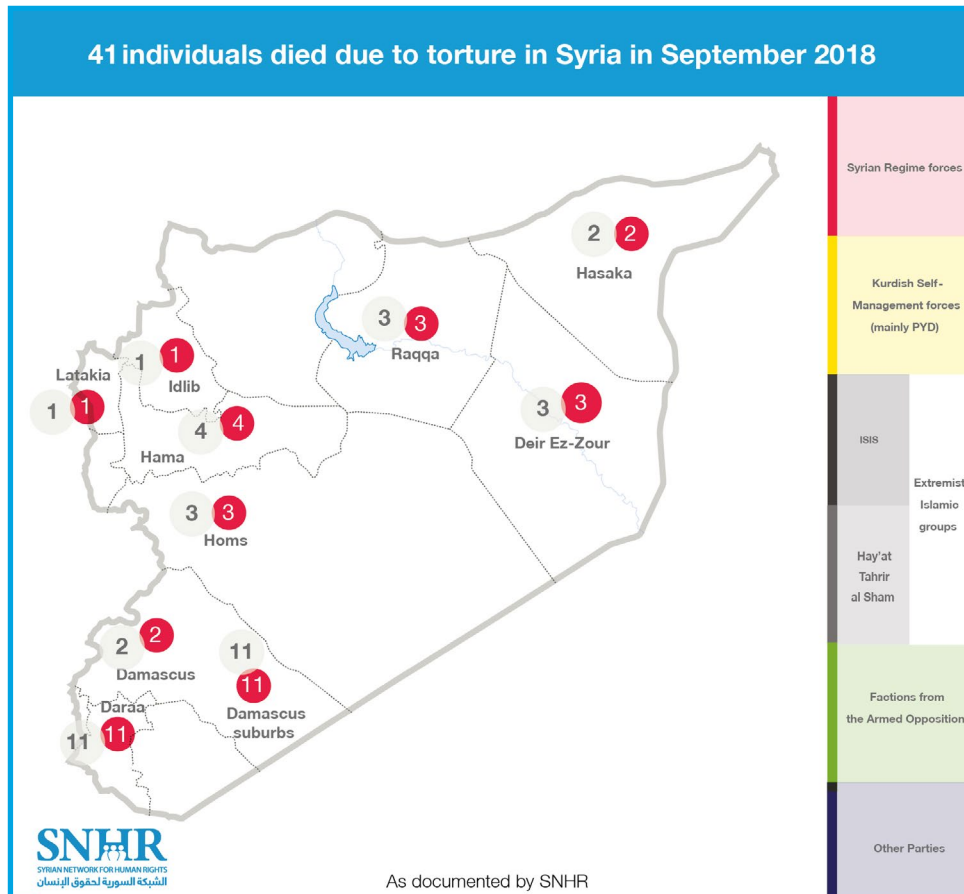 41 individuals died due to torture in Syria in September 2018
Syrian Regime forces
Kurdish Self-
Management forces
(mainly PYD)
ISIS
Extremist
Islamic
groups
Hay'at
Tahrir
al Sham
Factions from
the Armed Opposition
Other Parties
2 2
Hasaka
3 3
Raqqa
1 1
Idlib
Latakia
1 1
4 4
Hama
3 3
Deir Ez-Zour
3 3
Homs
2 2
Damascus
11
11
Damascus
suburbs
Daraa
11 11
SNHR
SYRIAN NETWORK FOR HUMAN RIGHTS
الشبكة السورية لحقوق الإنسان
As documented by SNHR